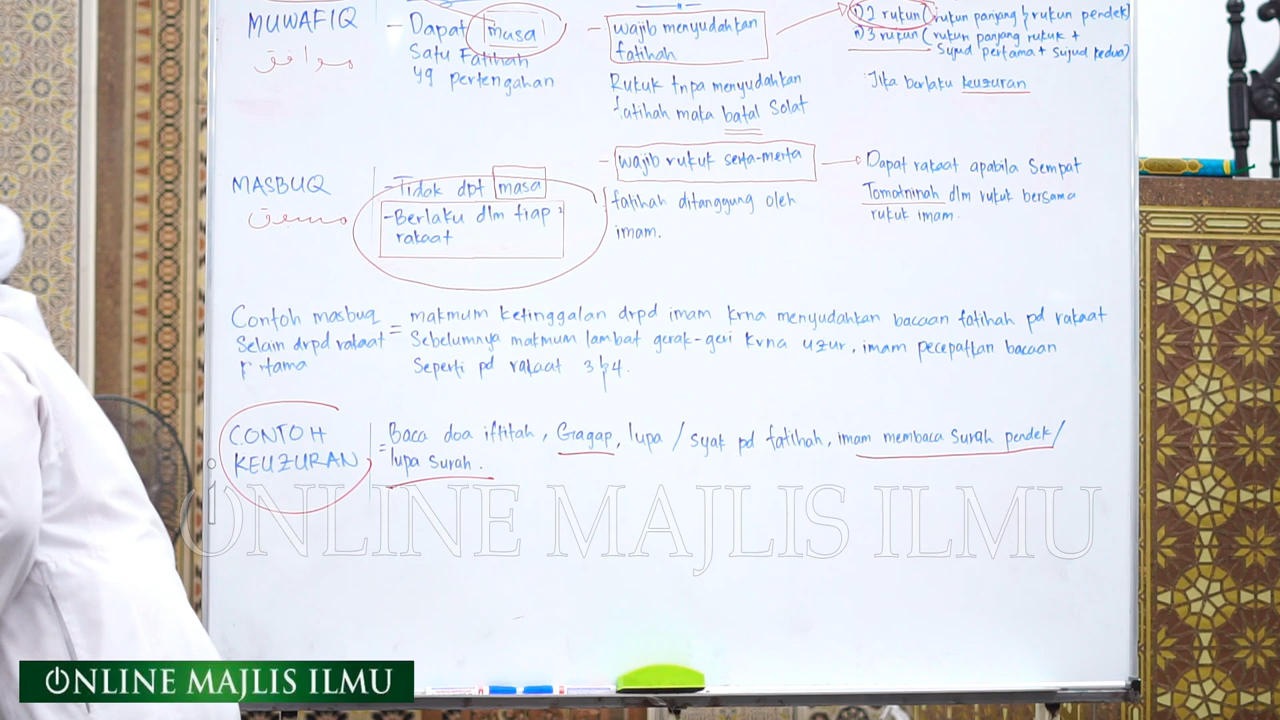 MUWAFIQ
موافق
- Dapat masa
Satu Fatihah
yg pertengahan
- wajib menyudahkan
fatihah
Rukuk tnpa menyudahkan
fatihah maka batal Solat
i) 2 rukun (rukun panjang & rukun pendek)
ii) 3 rukun (rukun panjang rukuk +
Sujud pertama + Sujud kedua)
Jika berlaku keuzuran
MASBUQ
مسبق
- Tidak dpt masa
- Berlaku dlm tiap²
rakaat
- wajib rukuk serta-merta
fatihah ditanggung oleh
imam.
Dapat rakaat apabila Sempat
Tomakninah dlm rukuk bersama
rukuk imam.
Contoh masbuq
Selain drpd rakaat
Pertama
= makmum ketinggalan drpd imam krna menyudahkan bacaan fatihah pd rakaat
Sebelumnya makmum lambat gerak-geri krna uzur, imam pecepatkan bacaan
Seperti pd rakaat 3 & 4.
CONTOH
KEUZURAN
= Baca doa iftitah, Gagap, lupa / syak pd fatihah, imam membaca Surah pendek /
lupa Surah.
ONLINE MAJLIS ILMU
ONLINE MAJLIS ILMU